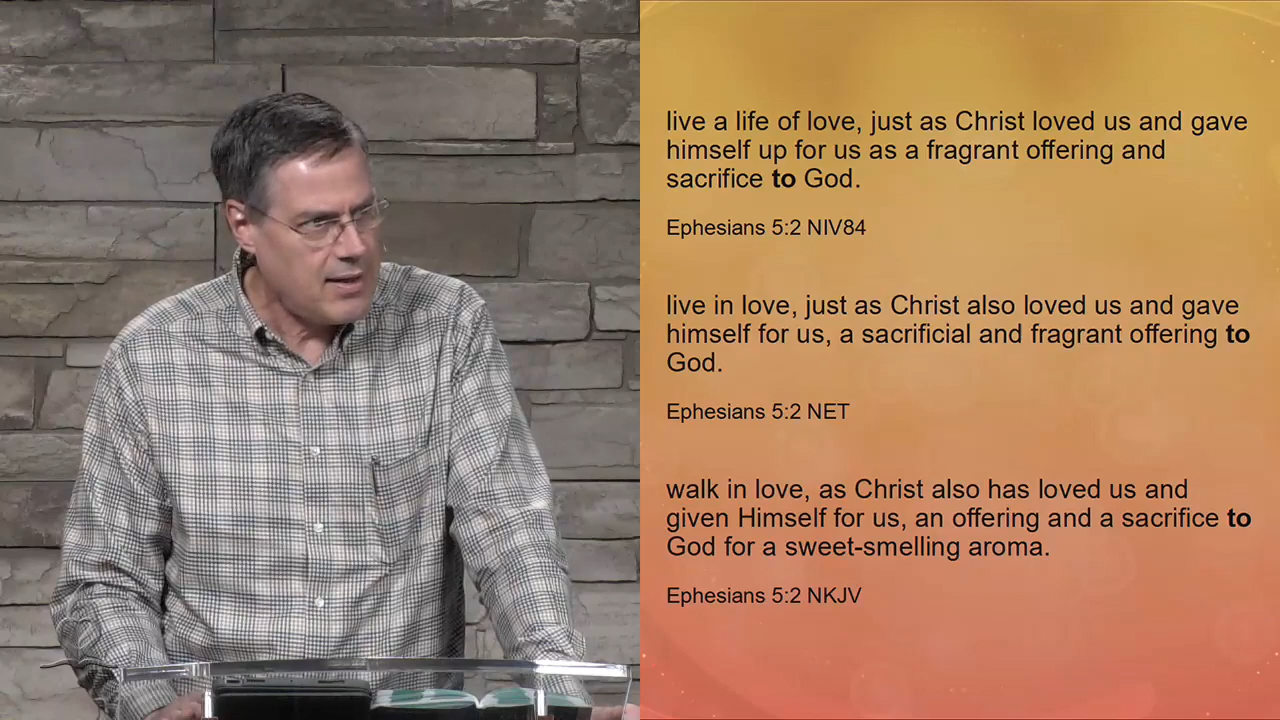 live a life of love, just as Christ loved us and gave
himself up for us as a fragrant offering and
sacrifice to God.
Ephesians 5:2 NIV84
live in love, just as Christ also loved us and gave
himself for us, a sacrificial and fragrant offering to
God.
Ephesians 5:2 NET
walk in love, as Christ also has loved us and
given Himself for us, an offering and a sacrifice to
God for a sweet-smelling aroma.
Ephesians 5:2 NKJV